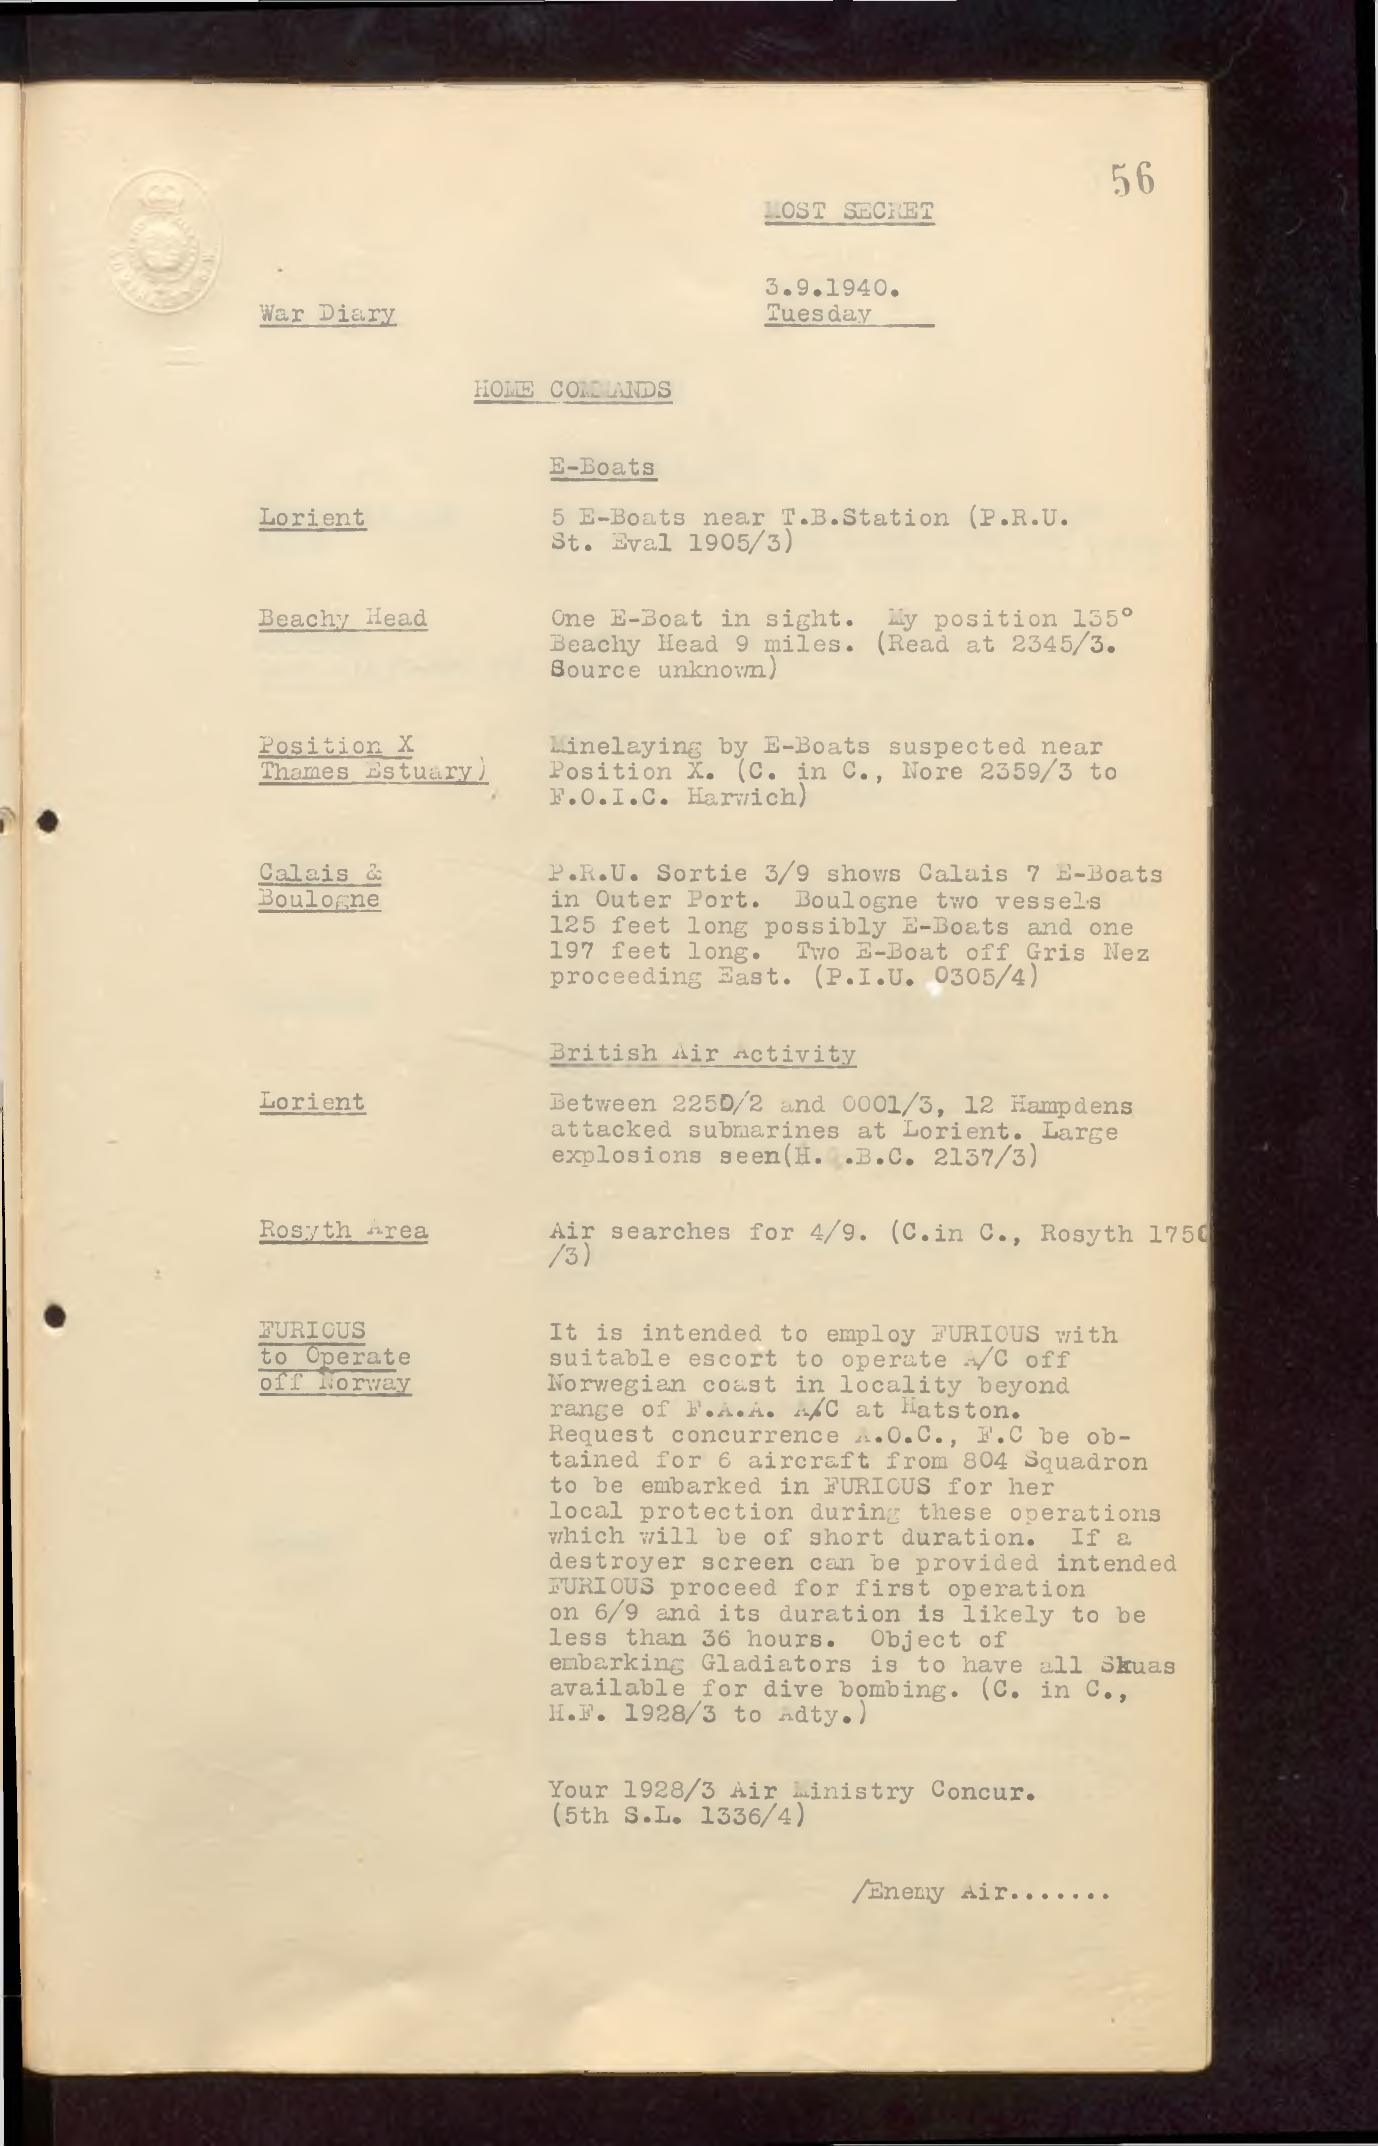 56
MOST SECRET
3.9.1940.
War Diary Tuesday
HOME COMMANDS
E-Boats
Lorient 5 E-Boats near T.B.Station (P.R.U.
St. Eval 1905/3)
Beachy Head One E-Boat in sight. My position 135°
Beachy Head 9 miles. (Read at 2345/3.
Source unknown)
Position X Minelaying by E-Boats suspected near
Thames Estuary) Position X. (C. in C., Nore 2359/3 to
F.O.I.C. Harwich)
Calais & P.R.U. Sortie 3/9 shows Calais 7 E-Boats
Boulogne in Outer Port. Boulogne two vessels
125 feet long possibly E-Boats and one
197 feet long. Two E-Boat off Gris Nez
proceeding East. (P.I.U. 0305/4)
British Air Activity
Lorient Between 2250/2 and 0001/3, 12 Hampdens
attacked submarines at Lorient. Large
explosions seen(H. .B.C. 2137/3)
Rosyth Area Air searches for 4/9. (C.in C., Rosyth 1750
/3)
FURIOUS It is intended to employ FURIOUS with
to Operate suitable escort to operate A/C off
off Norway Norwegian coast in locality beyond
range of F.A.A. A/C at Hatston.
Request concurrence A.O.C., F.C be ob-
tained for 6 aircraft from 804 Squadron
to be embarked in FURIOUS for her
local protection during these operations
which will be of short duration. If a
destroyer screen can be provided intended
FURIOUS proceed for first operation
on 6/9 and its duration is likely to be
less than 36 hours. Object of
embarking Gladiators is to have all Skuas
available for dive bombing. (C. in C.,
H.F. 1928/3 to Adty.)
Your 1928/3 Air Ministry Concur.
(5th S.L. 1336/4)
/Enemy Air........